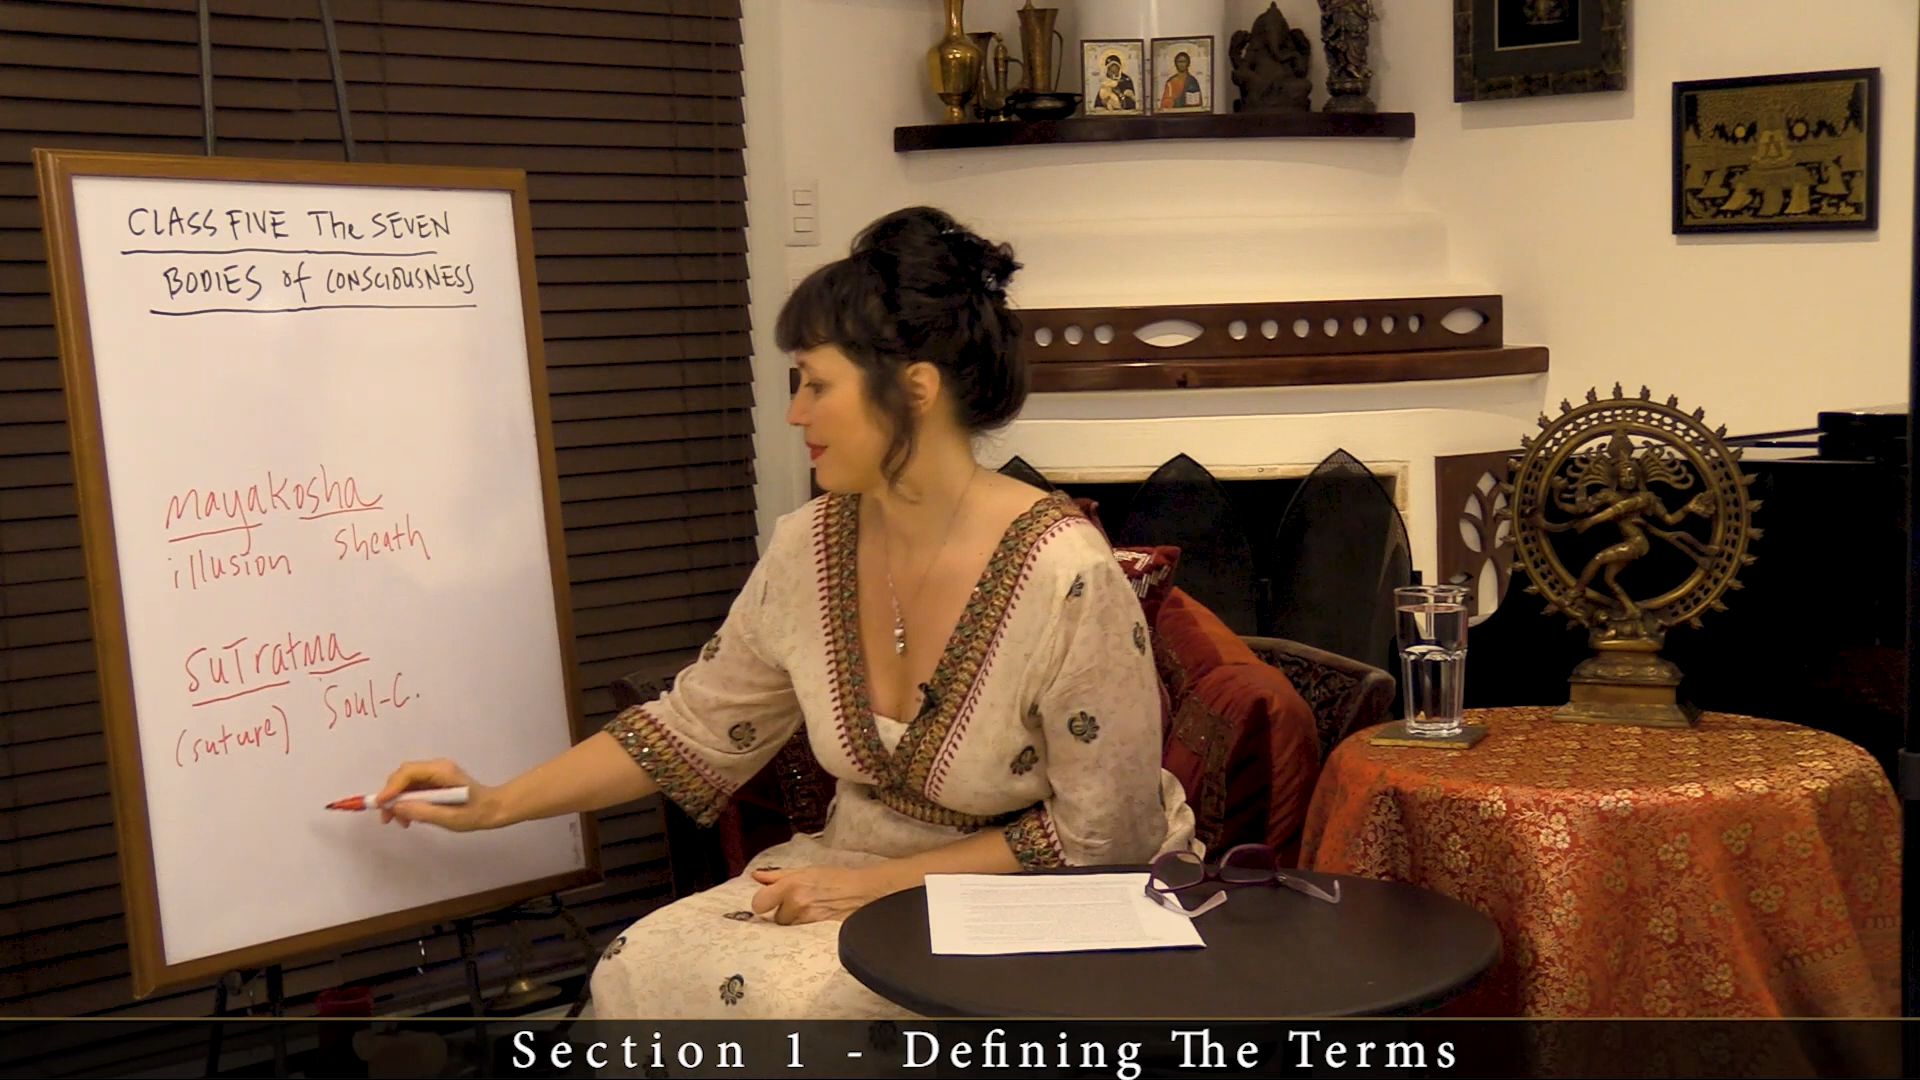 CLASS FIVE The SEVEN
BODIES of CONSCIOUSNESS
mayakosha
illusion sheath
SuTratma
(suture) Soul-C.
Section 1 - Defining The Terms